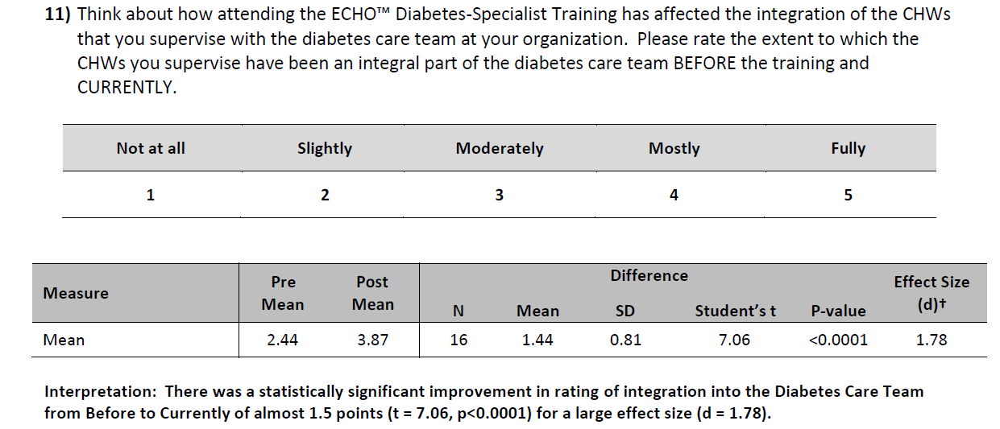 11) Think about how attending the ECHO™ Diabetes-Specialist Training has affected the integration of the CHWs
that you supervise with the diabetes care team at your organization.  Please rate the extent to which the
CHWs you supervise have been an integral part of the diabetes care team BEFORE the training and
CURRENTLY.
Not at all Slightly Moderately Mostly Fully
1 2 3 4 5
Difference
Measure Pre Mean Post Mean N Mean SD Student’s t P-value Effect Size (d)†
Mean 2.44 3.87 16 1.44 0.81 7.06 <0.0001 1.78
Interpretation:  There was a statistically significant improvement in rating of integration into the Diabetes Care Team
from Before to Currently of almost 1.5 points (t = 7.06, p<0.0001) for a large effect size (d = 1.78).